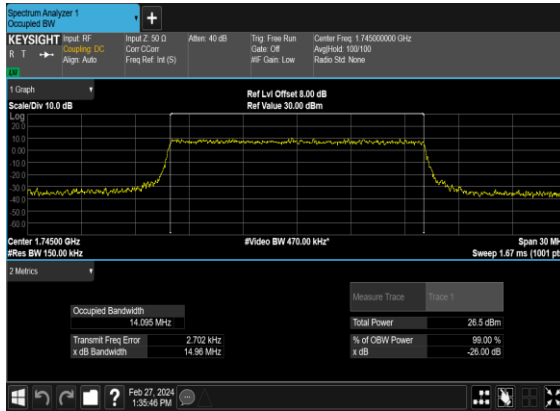 Spectrum Analyzer 1
Occupied BW
KEYSIGHT
R T
LXI
Input: RF
Coupling: DC
Align: Auto
Input Z: 50 Ω
Corr CCorr
Freq Ref: Int (S)
Atten: 40 dB
Trig: Free Run
Gate: Off
#IF Gain: Low
Center Freq: 1.745000000 GHz
Avg|Hold: 100/100
Radio Std: None
1 Graph
Scale/Div 10.0 dB
Ref Lvl Offset 8.00 dB
Ref Value 30.00 dBm
Log
20.0
10.0
0.00
-10.0
-20.0
-30.0
-40.0
-50.0
-60.0
Center 1.74500 GHz
#Res BW 150.00 kHz
#Video BW 470.00 kHz*
Span 30 MH
Sweep 1.67 ms (1001 pts
2 Metrics
Measure Trace Trace 1
Occupied Bandwidth
14.095 MHz
Total Power 26.5 dBm
Transmit Freq Error 2.702 kHz
% of OBW Power 99.00 %
x dB Bandwidth 14.96 MHz
x dB -26.00 dB
?
Feb 27, 2024
1:35:46 PM